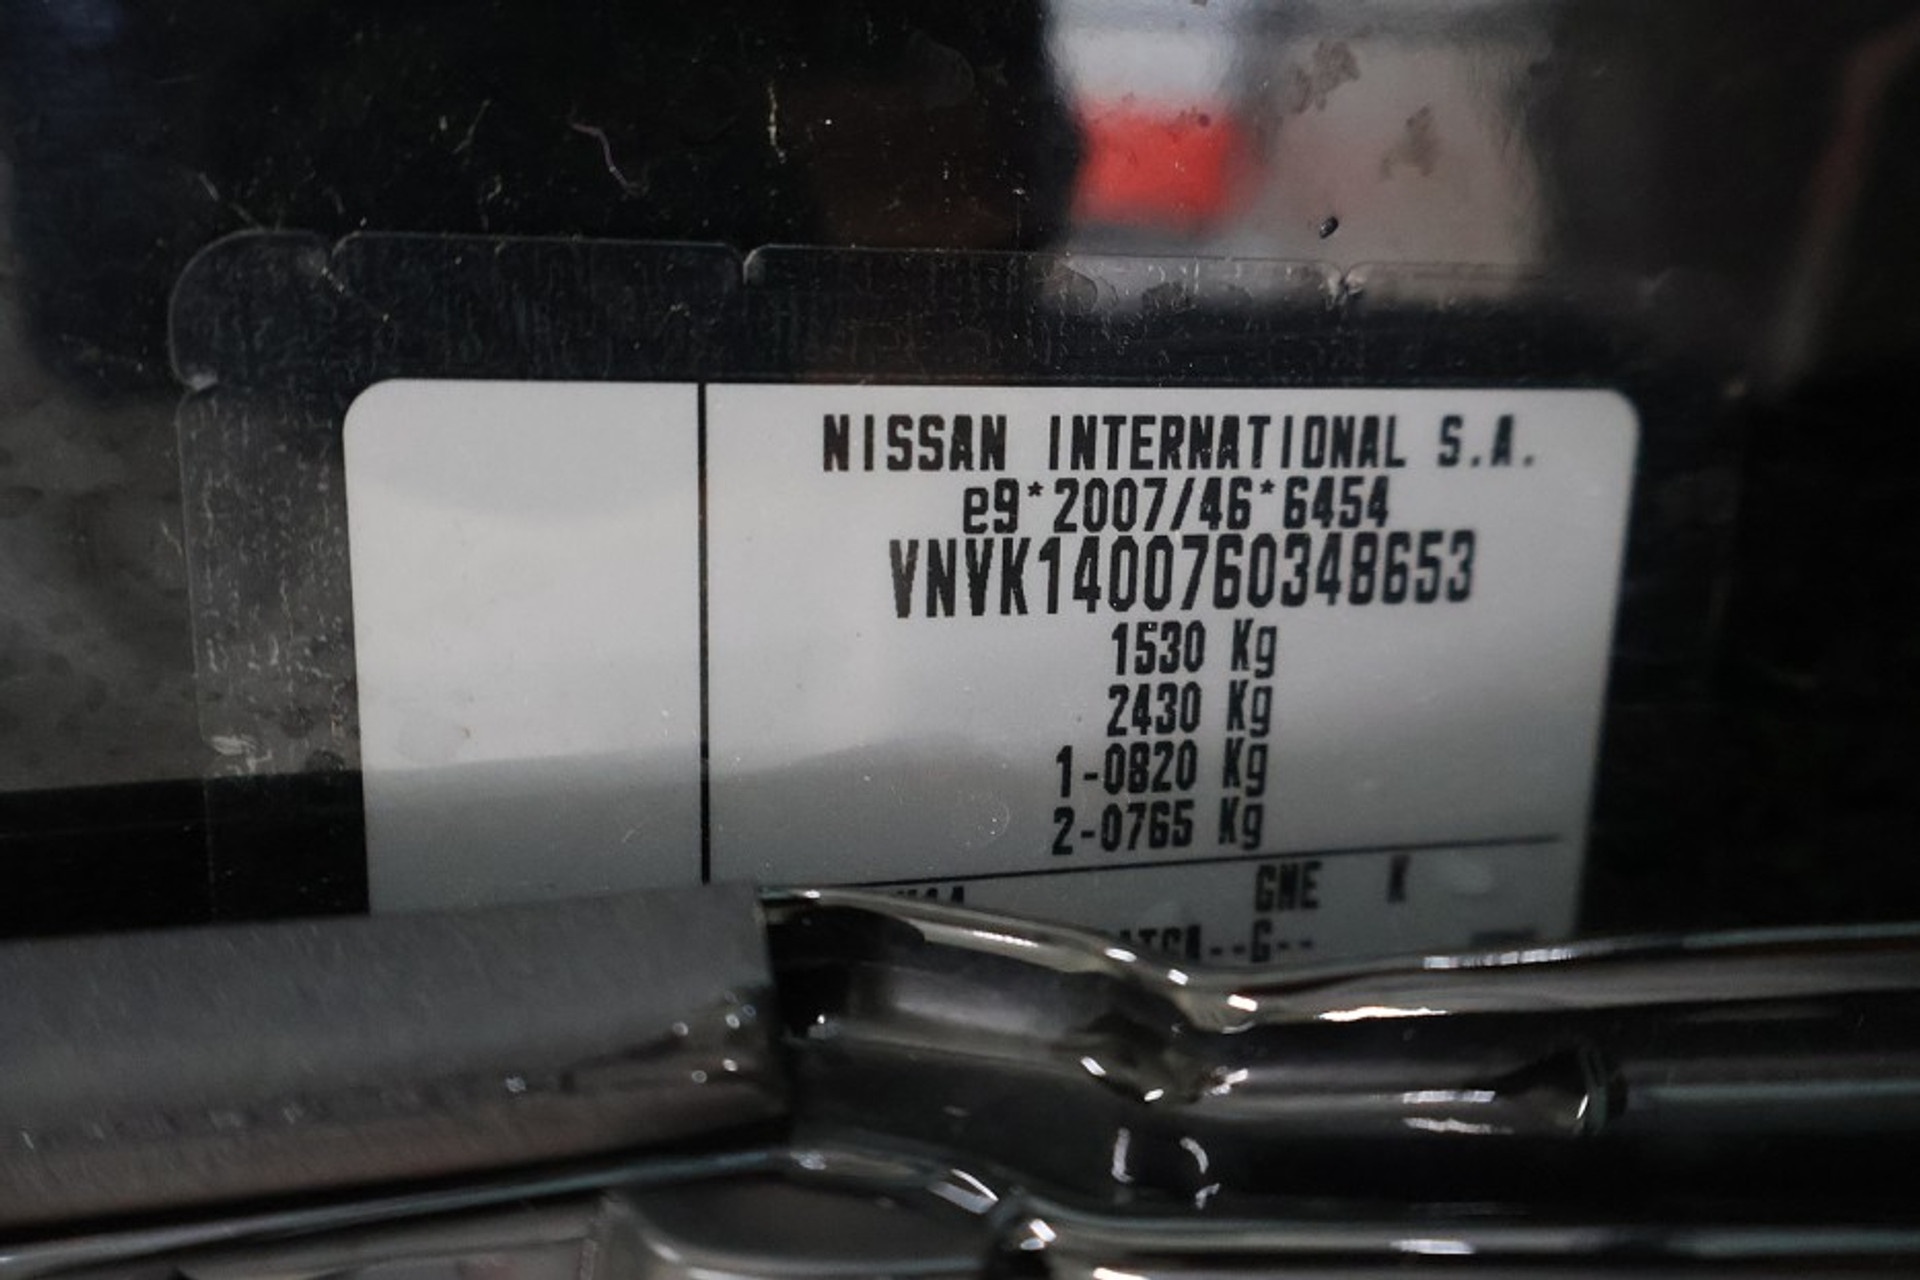 NISSAN INTERNATIONAL S.A.
e9*2007/46*6454
VNVK1400760348653
1530 Kg
2430 Kg
1-0820 Kg
2-0765 Kg
GNE K
--G--